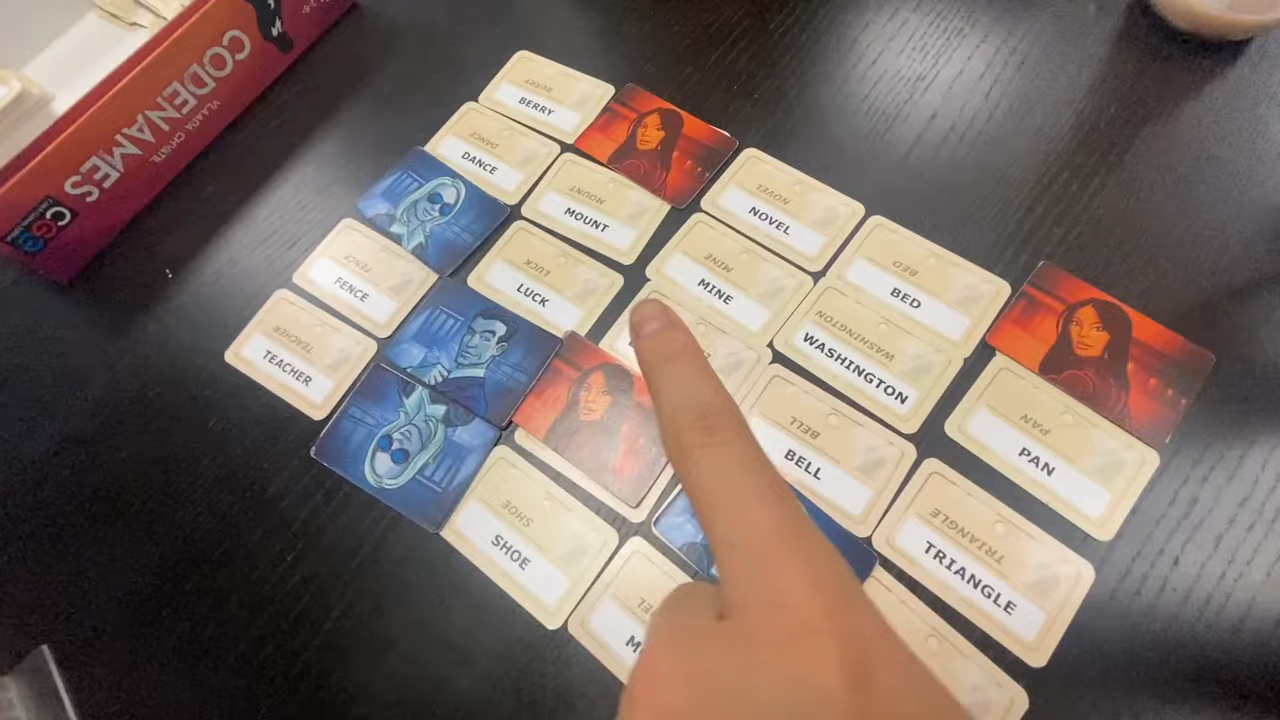 CODENAMES
VLAADA CHVÁTIL
CGE
BERRY
BERRY
DANCE
DANCE
MOUNT
MOUNT
NOVEL
NOVEL
FENCE
FENCE
LUCK
LUCK
MINE
MINE
BED
BED
TEACHER
TEACHER
WASHINGTON
WASHINGTON
BELL
BELL
PAN
PAN
SHOE
SHOE
TRIANGLE
TRIANGLE